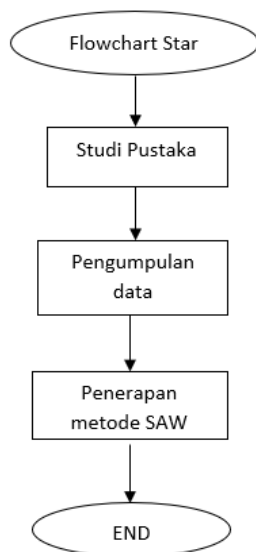 Flowchart Star
Studi Pustaka
Pengumpulan
data
Penerapan
metode SAW
END